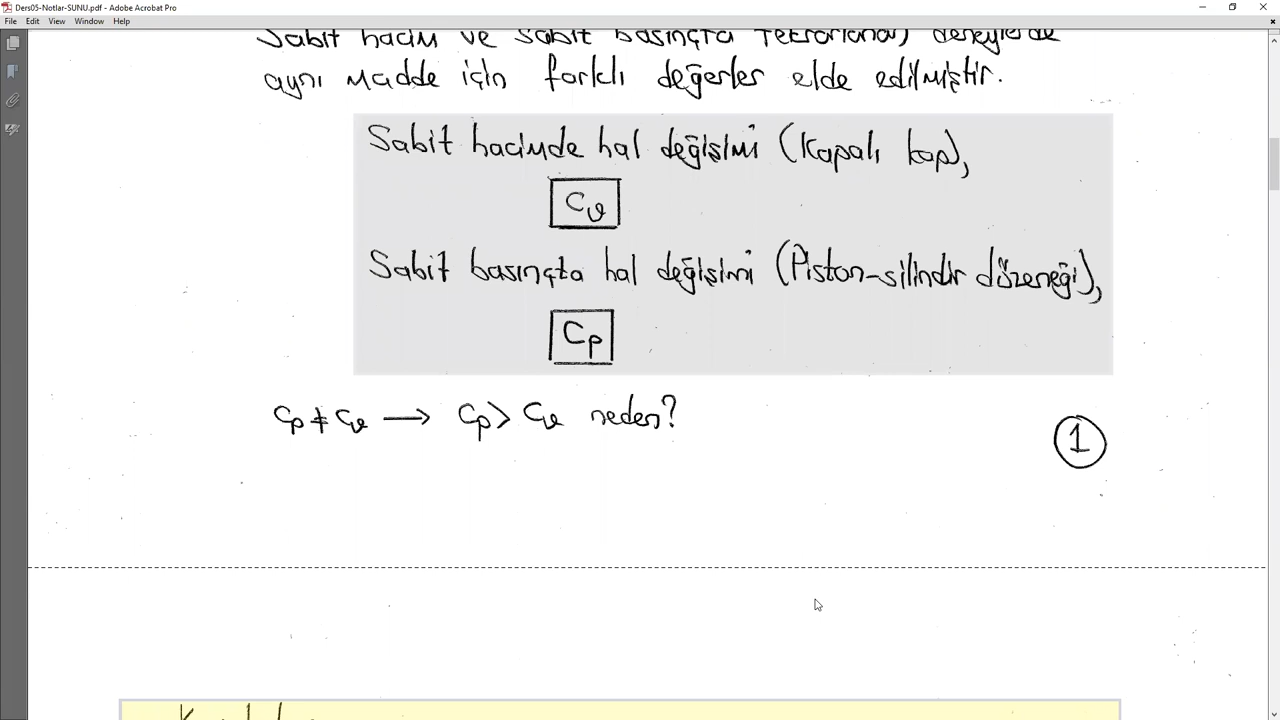 Ders05-Notlar-SUNU.pdf - Adobe Acrobat Pro
File Edit View Window Help
Sabit hacim ve sabit basınçta tekrarlanan deneylerde
aynı madde için farklı değerler elde edilmiştir.
Sabit hacimde hal değişimi (Kapalı kap),
Cv
Sabit basınçta hal değişimi (Piston-silindir düzeneği),
Cp
Cp ≠ Cv → Cp > Cv neden?
1